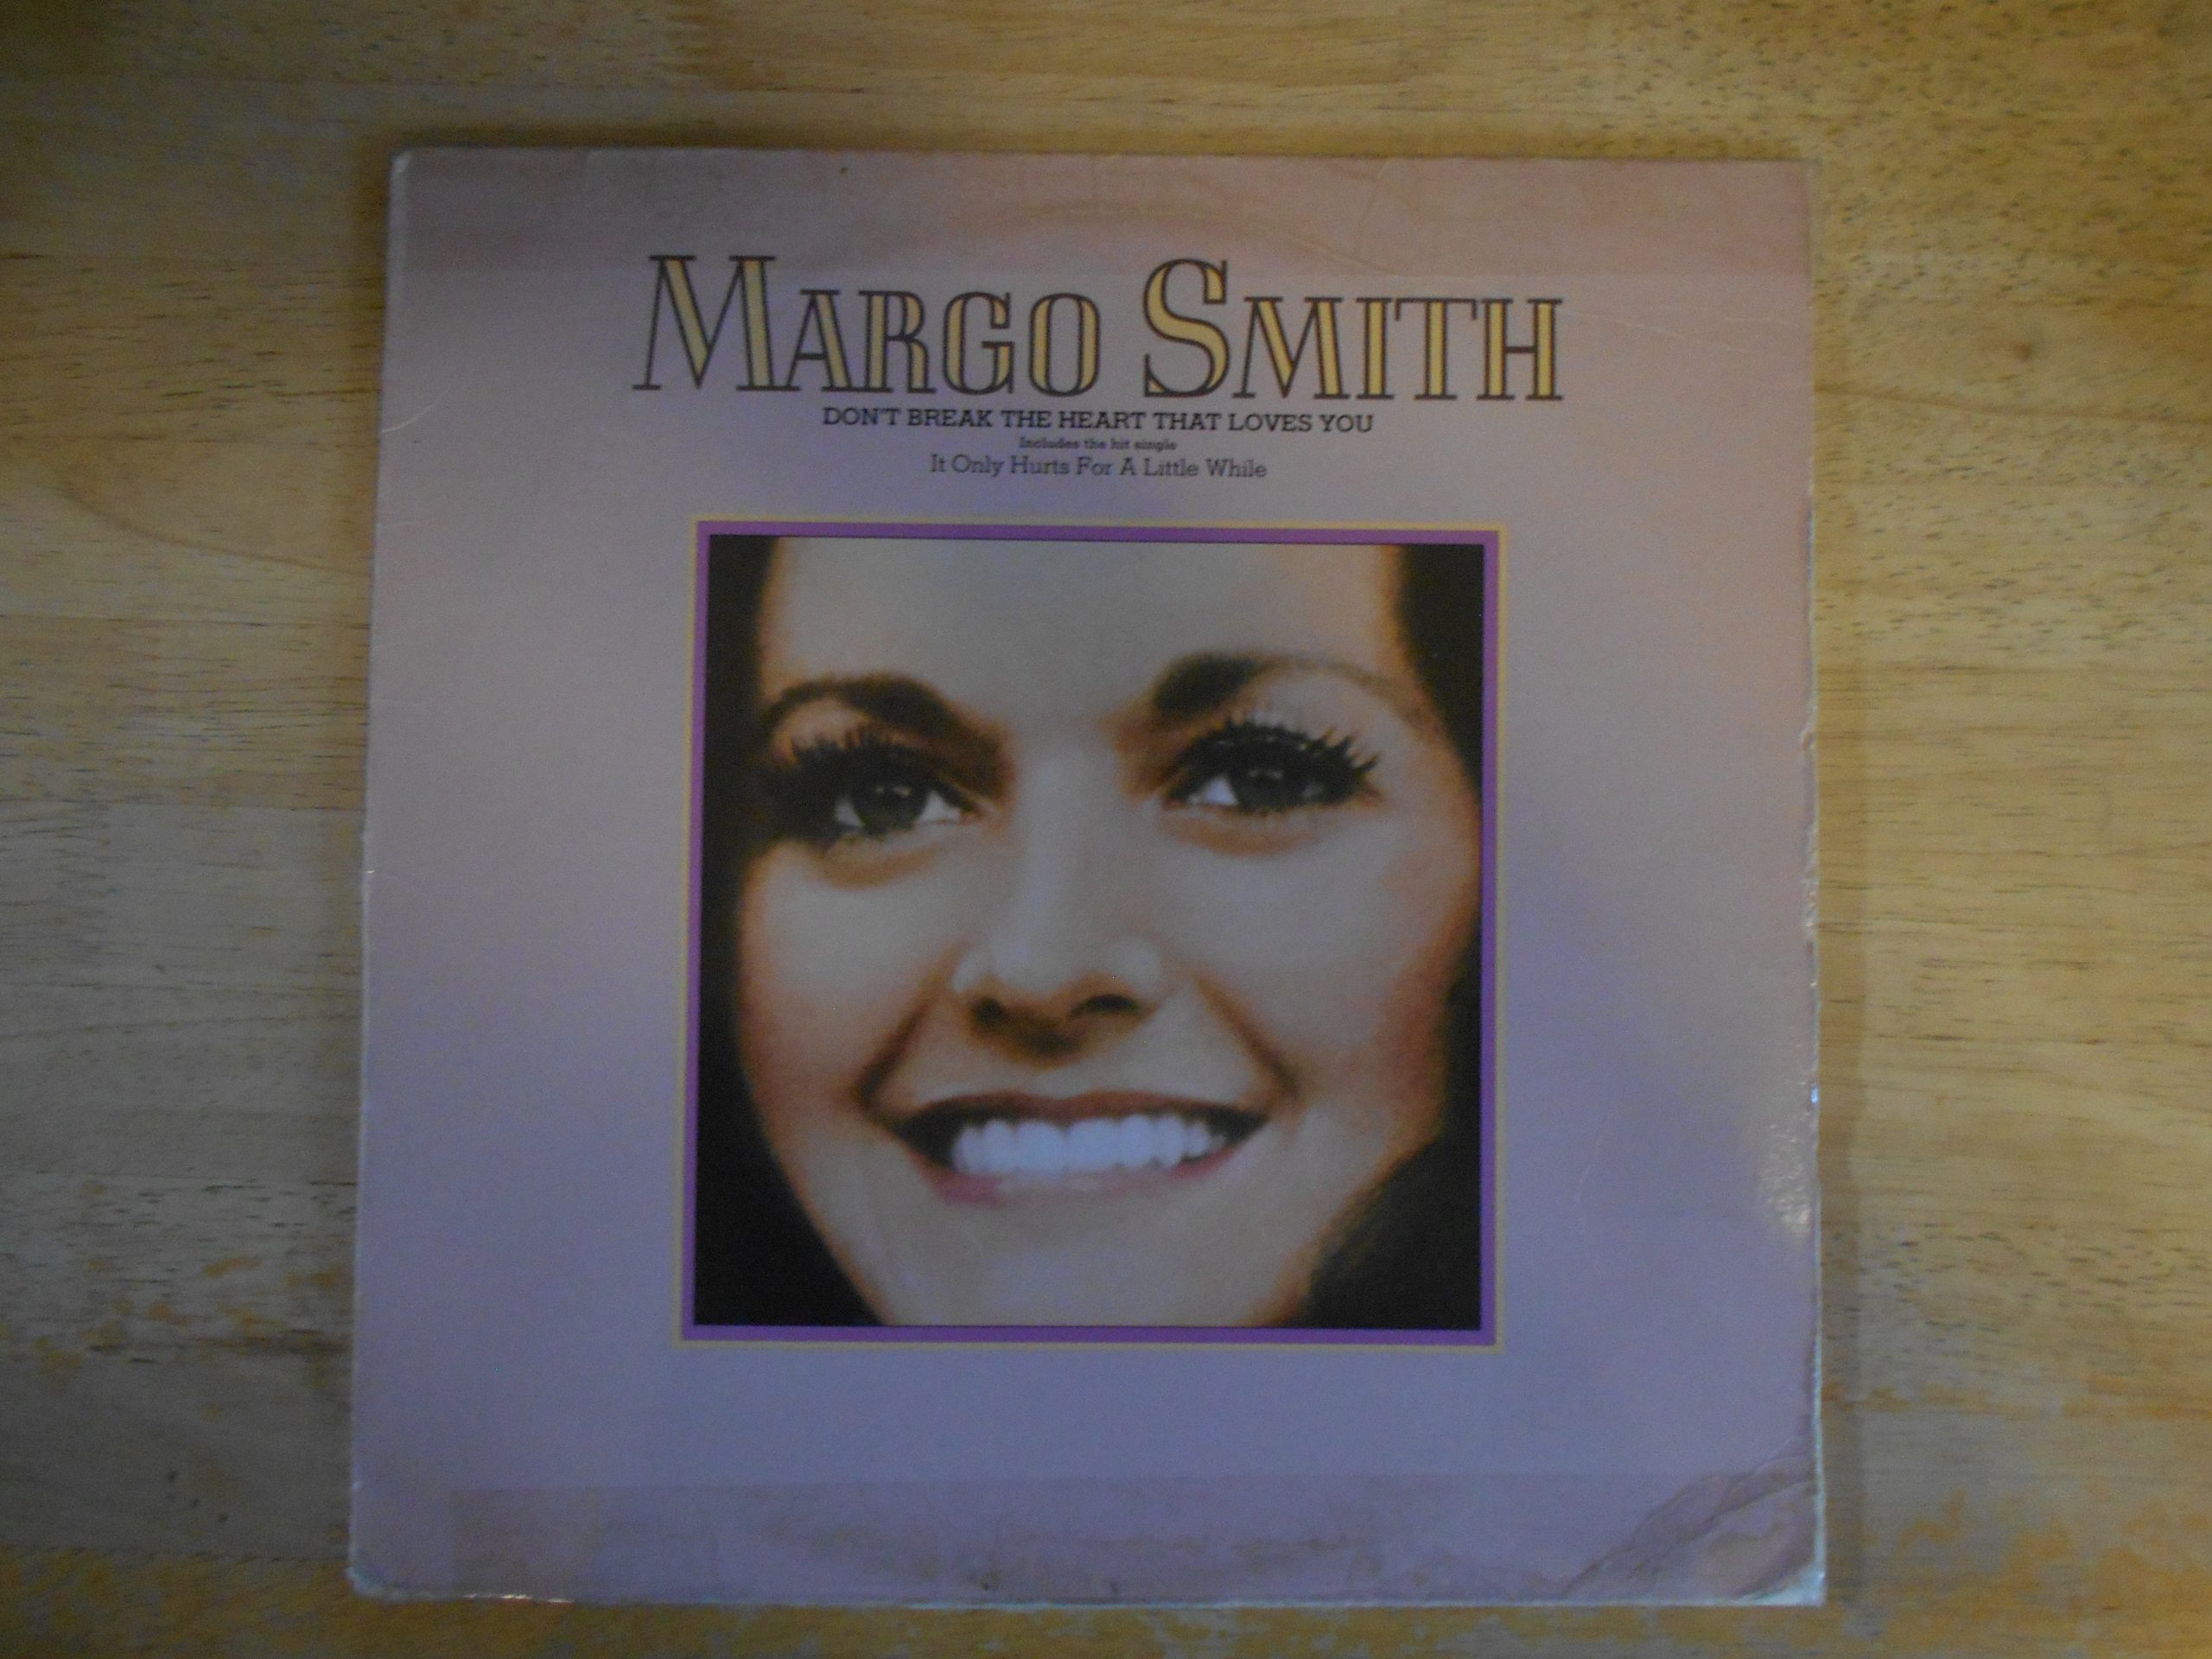 MARGO SMITH
DON'T BREAK THE HEART THAT LOVES YOU
Includes the hit single
It Only Hurts For A Little While